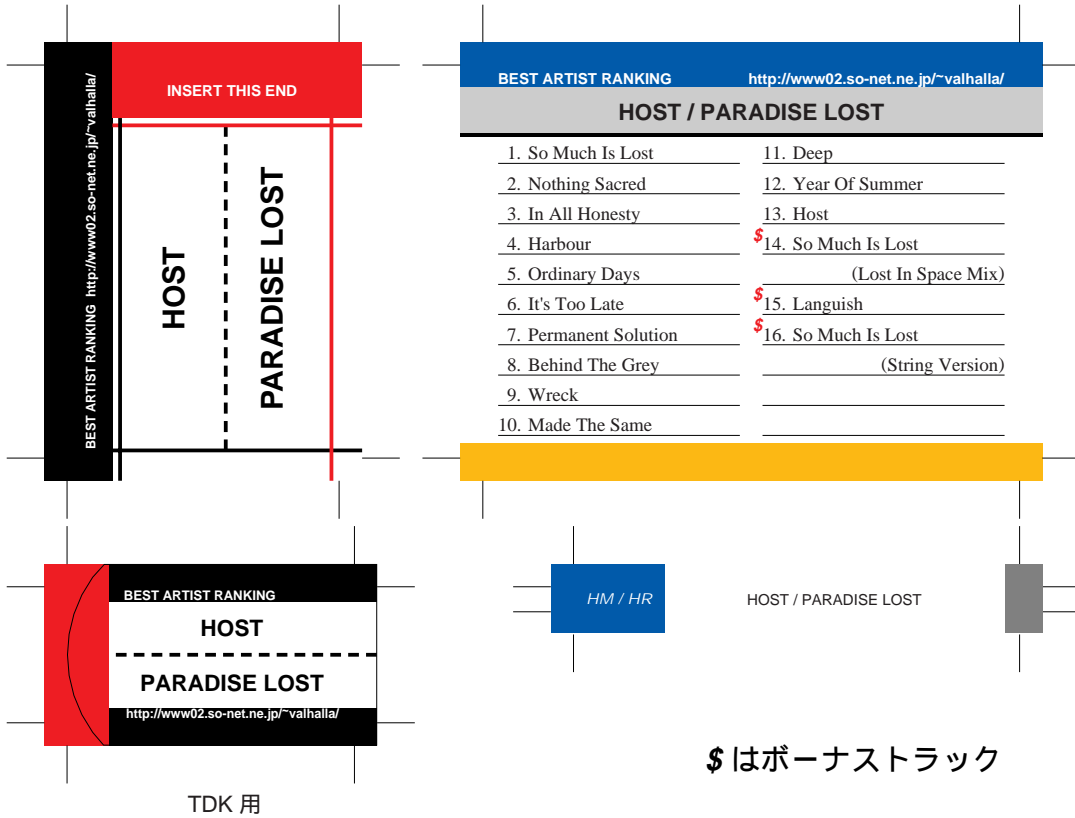 BEST ARTIST RANKING  http://www02.so-net.ne.jp/~valhalla/
INSERT THIS END
HOST
PARADISE LOST
BEST ARTIST RANKING
http://www02.so-net.ne.jp/~valhalla/
HOST / PARADISE LOST
1. So Much Is Lost
2. Nothing Sacred
3. In All Honesty
4. Harbour
5. Ordinary Days
6. It's Too Late
7. Permanent Solution
8. Behind The Grey
9. Wreck
10. Made The Same
11. Deep
12. Year Of Summer
13. Host
$14. So Much Is Lost
(Lost In Space Mix)
$15. Languish
$16. So Much Is Lost
(String Version)
BEST ARTIST RANKING
HOST
PARADISE LOST
http://www02.so-net.ne.jp/~valhalla/
TDK 用
HM / HR
HOST / PARADISE LOST
$ はボーナストラック